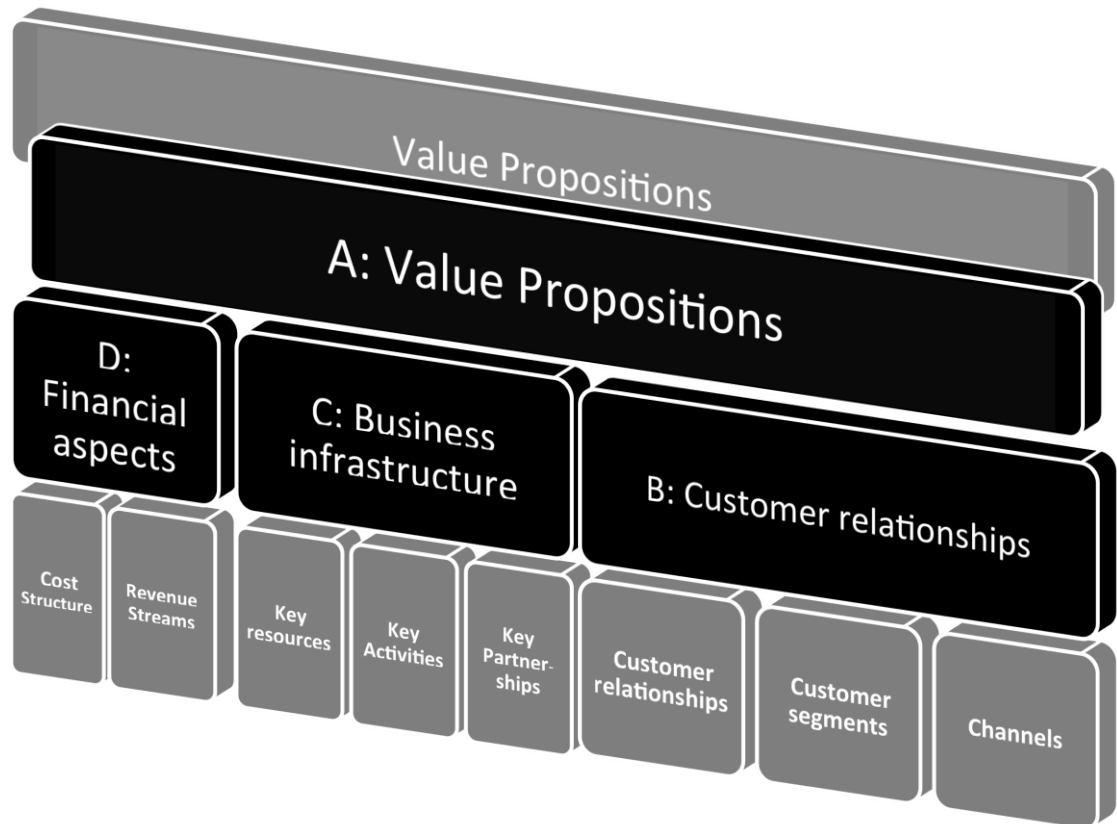 Value Propositions
A: Value Propositions
D:
Financial
aspects
C: Business
infrastructure
B: Customer relationships
Cost
Structure
Revenue
Streams
Key
resources
Key
Activities
Key
Partner-
ships
Customer
relationships
Customer
segments
Channels